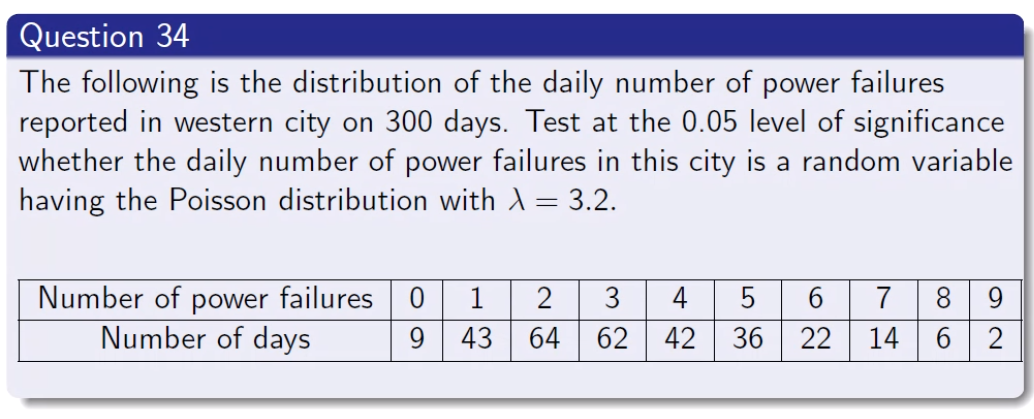 Question 34
The following is the distribution of the daily number of power failures
reported in western city on 300 days. Test at the 0.05 level of significance
whether the daily number of power failures in this city is a random variable
having the Poisson distribution with λ = 3.2.
Number of power failures 0 1 2 3 4 5 6 7 8 9
Number of days 9 43 64 62 42 36 22 14 6 2